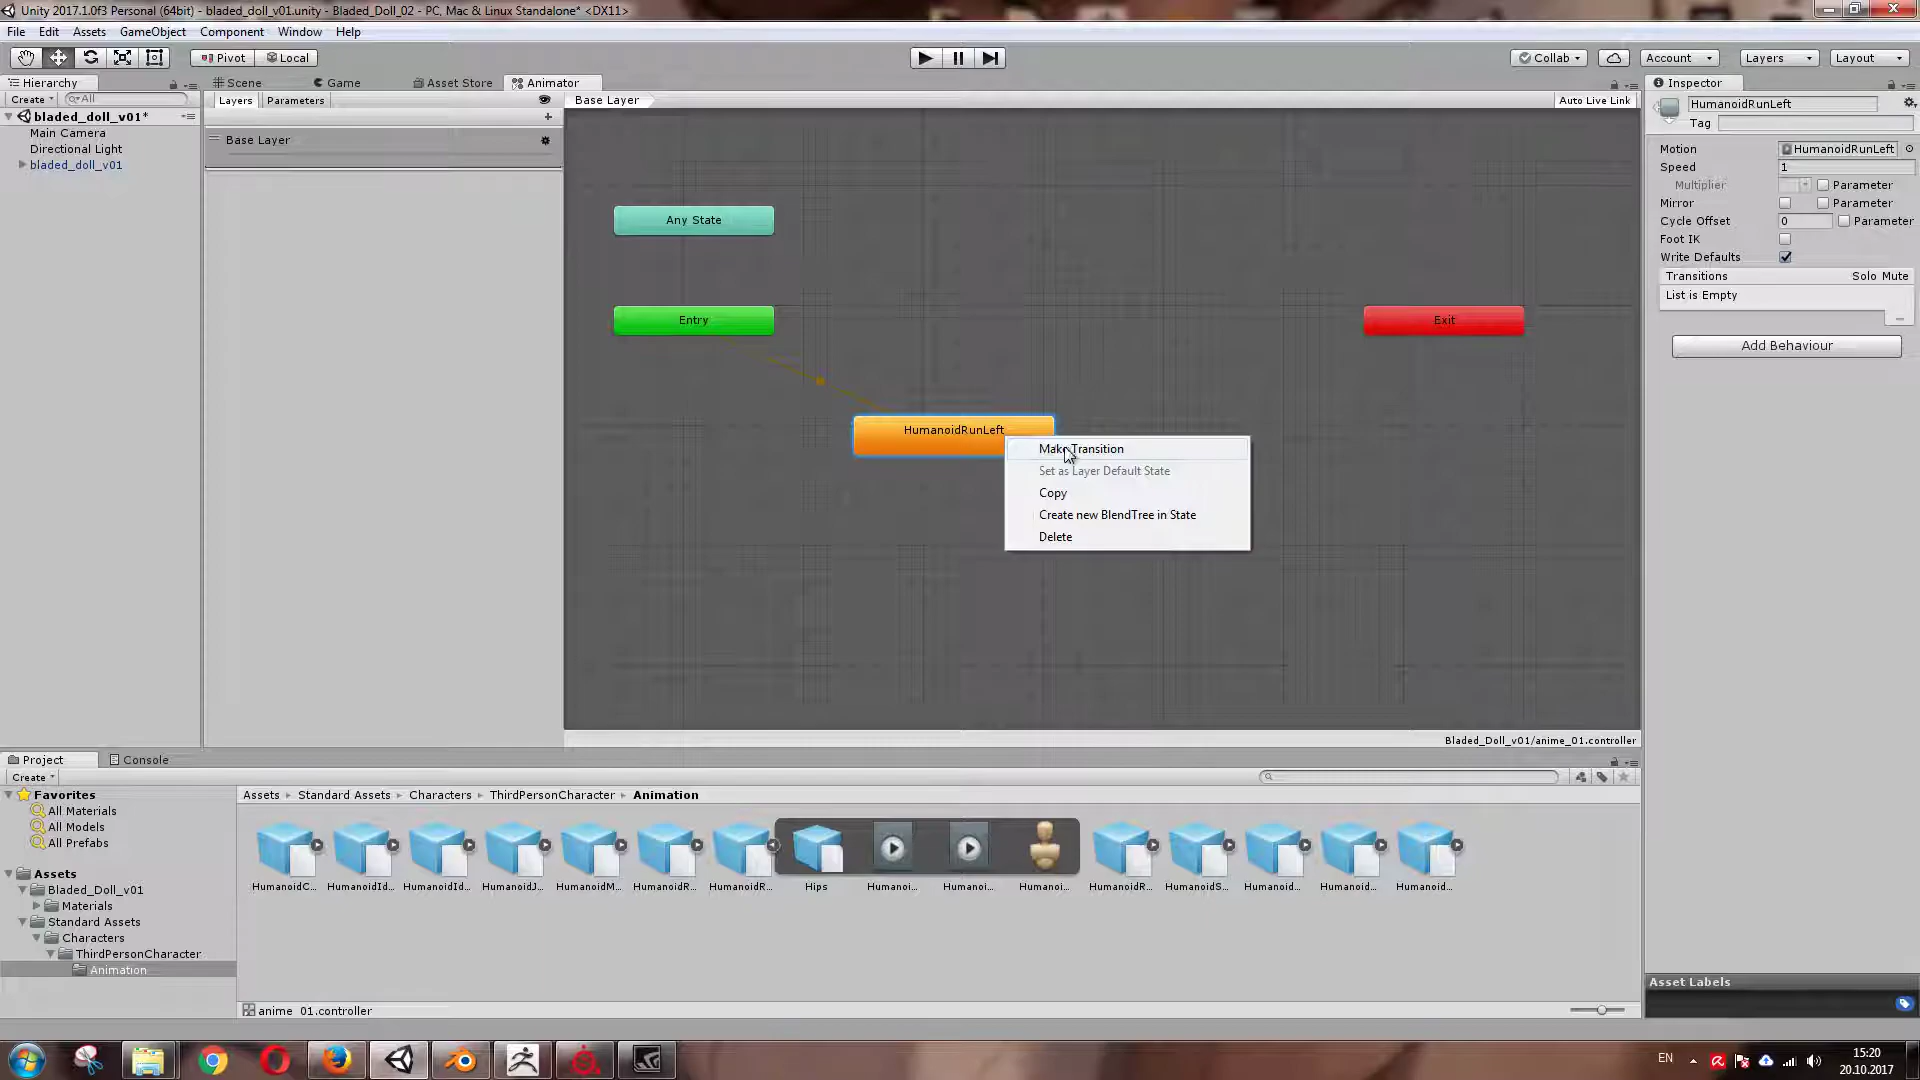 Unity 2017.1.0f3 Personal (64bit) - bladed_doll_v01.unity - Bladed_Doll_02 - PC, Mac & Linux Standalone* <DX11>
File Edit Assets GameObject Component Window Help
Pivot Local Collab Account Layers Layout
Hierarchy Scene Game Asset Store Animator Inspector
Create All Layers Parameters Base Layer Auto Live Link
HumanoidRunLeft
Tag
bladed_doll_v01*
Main Camera
Directional Light
bladed_doll_v01
Base Layer
Any State
Entry
Exit
HumanoidRunLeft
Make Transition
Set as Layer Default State
Copy
Create new BlendTree in State
Delete
Bladed_Doll_v01/anime_01.controller
Motion HumanoidRunLeft
Speed 1
Multiplier Parameter
Mirror Parameter
Cycle Offset 0 Parameter
Foot IK
Write Defaults
Transitions Solo Mute
List is Empty
Add Behaviour
Project Console
Create
Favorites
All Materials
All Models
All Prefabs
Assets
Bladed_Doll_v01
Materials
Standard Assets
Characters
ThirdPersonCharacter
Animation
Assets Standard Assets Characters ThirdPersonCharacter Animation
HumanoidC... HumanoidId... HumanoidId... HumanoidJ... HumanoidM... HumanoidR... HumanoidR... Hips Humanoi... Humanoi... Humanoi... HumanoidR... HumanoidS... Humanoid... Humanoid... Humanoid...
anime_01.controller
Asset Labels
EN
15:20
20.10.2017